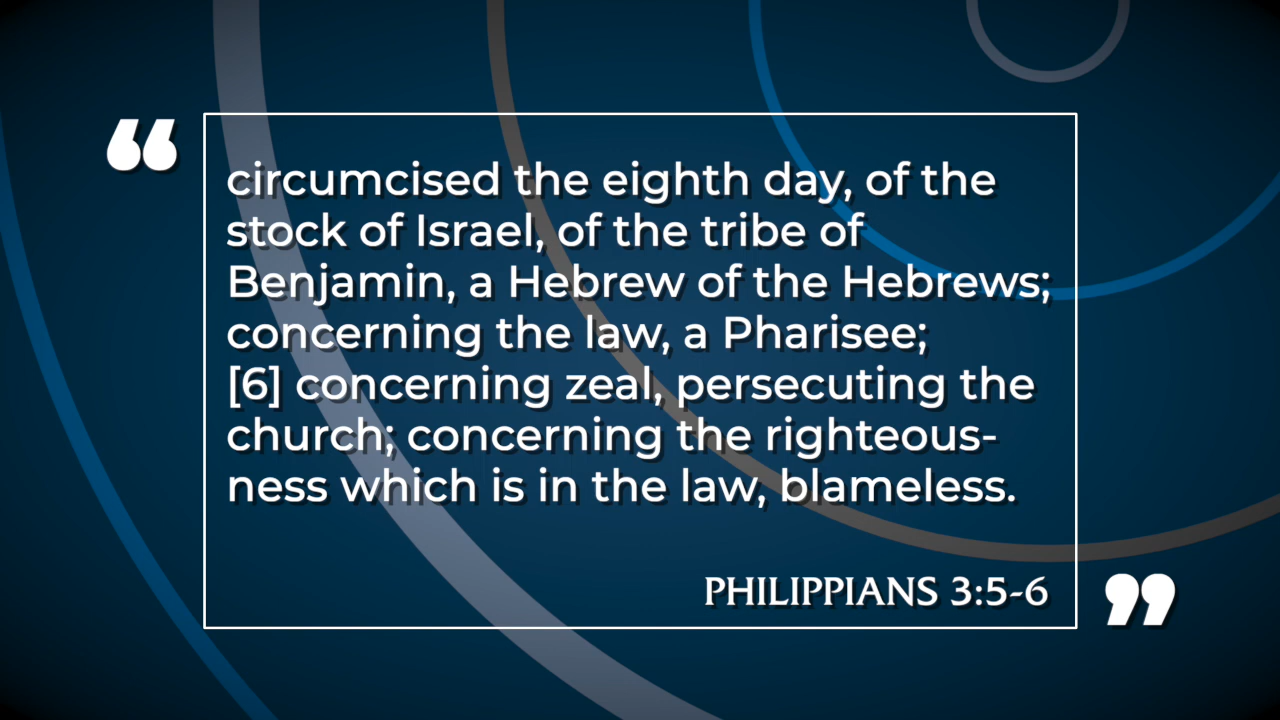 “
circumcised the eighth day, of the
stock of Israel, of the tribe of
Benjamin, a Hebrew of the Hebrews;
concerning the law, a Pharisee;
[6] concerning zeal, persecuting the
church; concerning the righteous-
ness which is in the law, blameless.
PHILIPPIANS 3:5-6
”